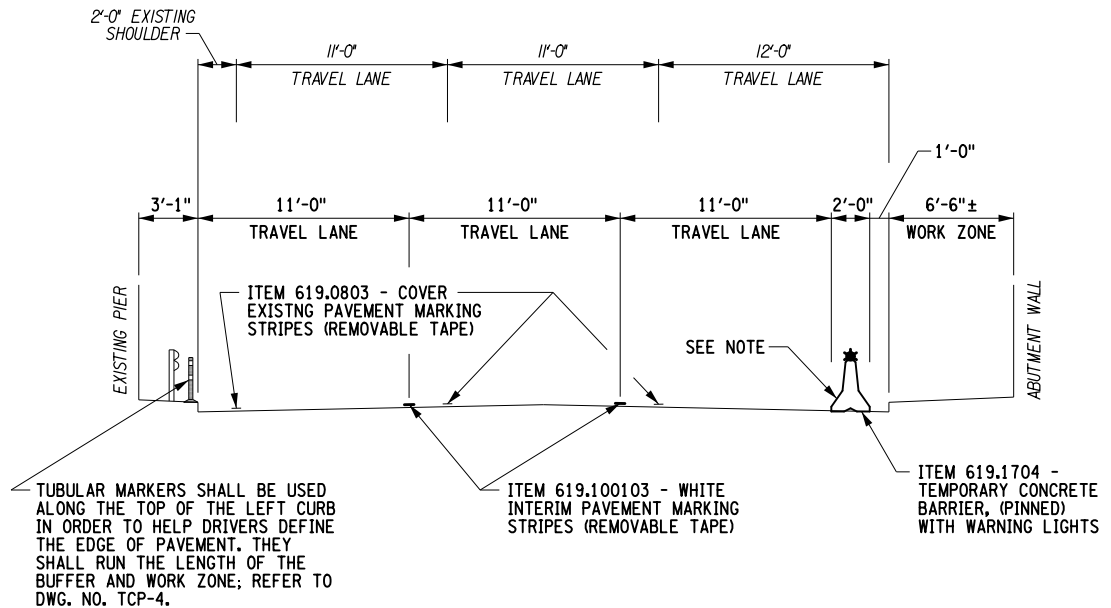 2'-0" EXISTING
SHOULDER
11'-0"
TRAVEL LANE
11'-0"
TRAVEL LANE
12'-0"
TRAVEL LANE
1'-0"
3'-1"
11'-0"
TRAVEL LANE
11'-0"
TRAVEL LANE
11'-0"
TRAVEL LANE
2'-0"
6'-6"±
WORK ZONE
EXISTING PIER
ITEM 619.0803 - COVER
EXISTNG PAVEMENT MARKING
STRIPES (REMOVABLE TAPE)
SEE NOTE
ABUTMENT WALL
TUBULAR MARKERS SHALL BE USED
ALONG THE TOP OF THE LEFT CURB
IN ORDER TO HELP DRIVERS DEFINE
THE EDGE OF PAVEMENT. THEY
SHALL RUN THE LENGTH OF THE
BUFFER AND WORK ZONE; REFER TO
DWG. NO. TCP-4.
ITEM 619.100103 - WHITE
INTERIM PAVEMENT MARKING
STRIPES (REMOVABLE TAPE)
ITEM 619.1704 -
TEMPORARY CONCRETE
BARRIER, (PINNED)
WITH WARNING LIGHTS